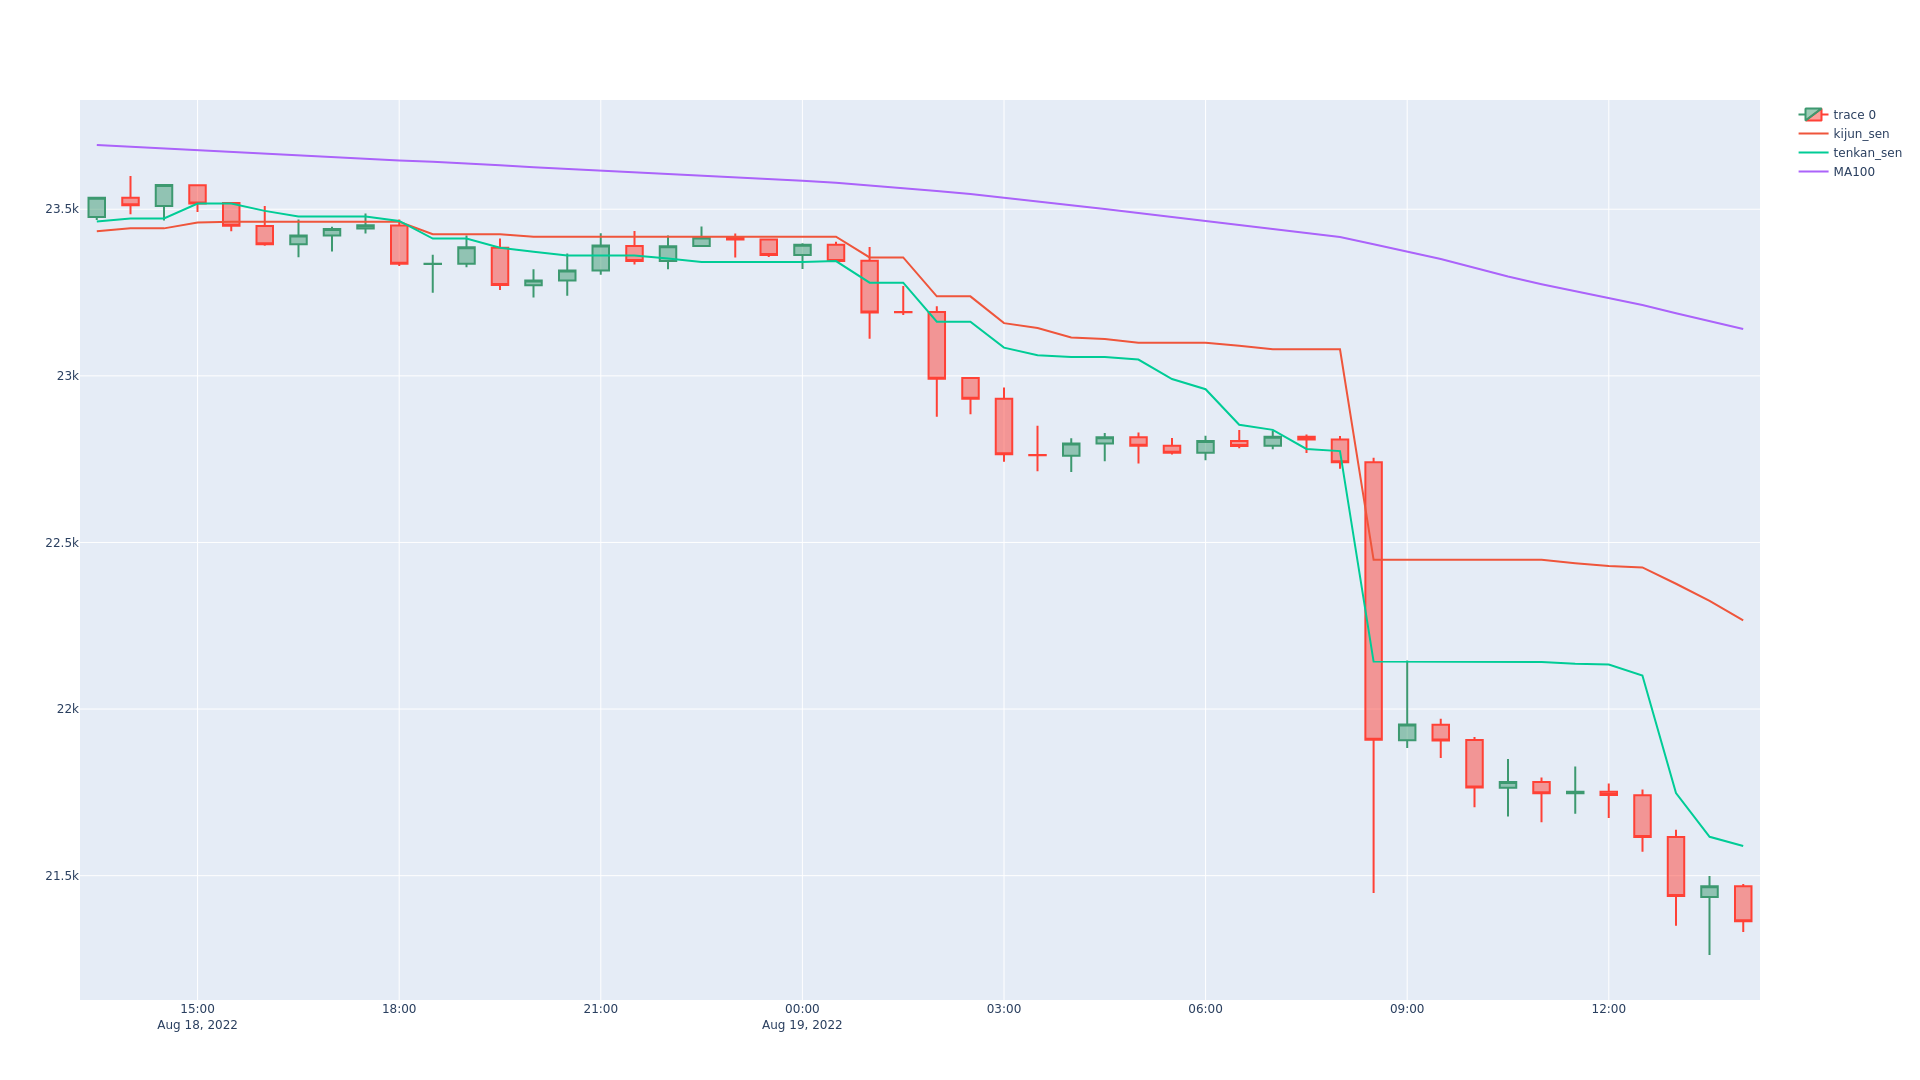 trace 0
kijun_sen
tenkan_sen
MA100
23.5k
23k
22.5k
22k
21.5k
15:00 18:00 21:00 00:00 03:00 06:00 09:00 12:00
Aug 18, 2022 Aug 19, 2022